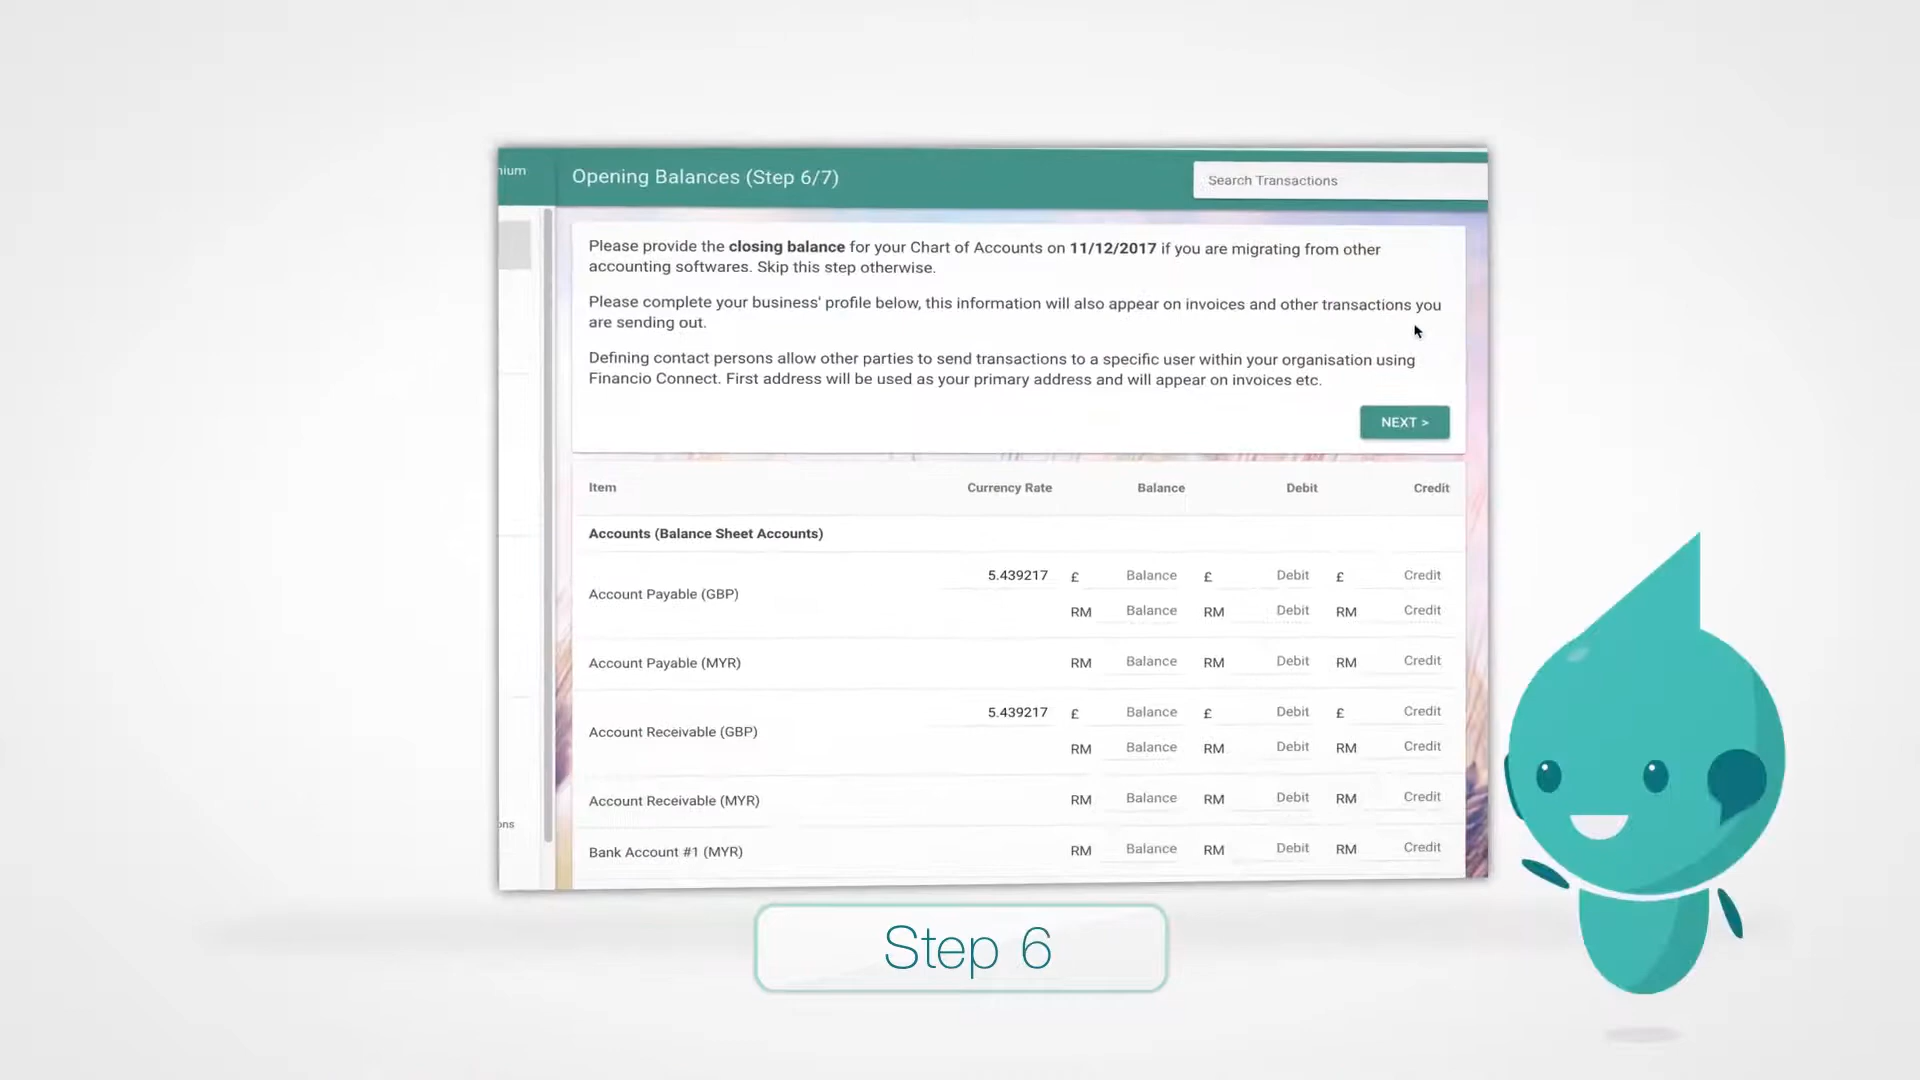 nium
Opening Balances (Step 6/7)
Search Transactions
Please provide the closing balance for your Chart of Accounts on 11/12/2017 if you are migrating from other
accounting softwares. Skip this step otherwise.
Please complete your business' profile below, this information will also appear on invoices and other transactions you
are sending out.
Defining contact persons allow other parties to send transactions to a specific user within your organisation using
Financio Connect. First address will be used as your primary address and will appear on invoices etc.
NEXT >
Item Currency Rate Balance Debit Credit
Accounts (Balance Sheet Accounts)
5.439217 £ Balance £ Debit £ Credit
Account Payable (GBP)
RM Balance RM Debit RM Credit
Account Payable (MYR) RM Balance RM Debit RM Credit
5.439217 £ Balance £ Debit £ Credit
Account Receivable (GBP)
RM Balance RM Debit RM Credit
Account Receivable (MYR) RM Balance RM Debit RM Credit
ons
Bank Account #1 (MYR) RM Balance RM Debit RM Credit
Step 6